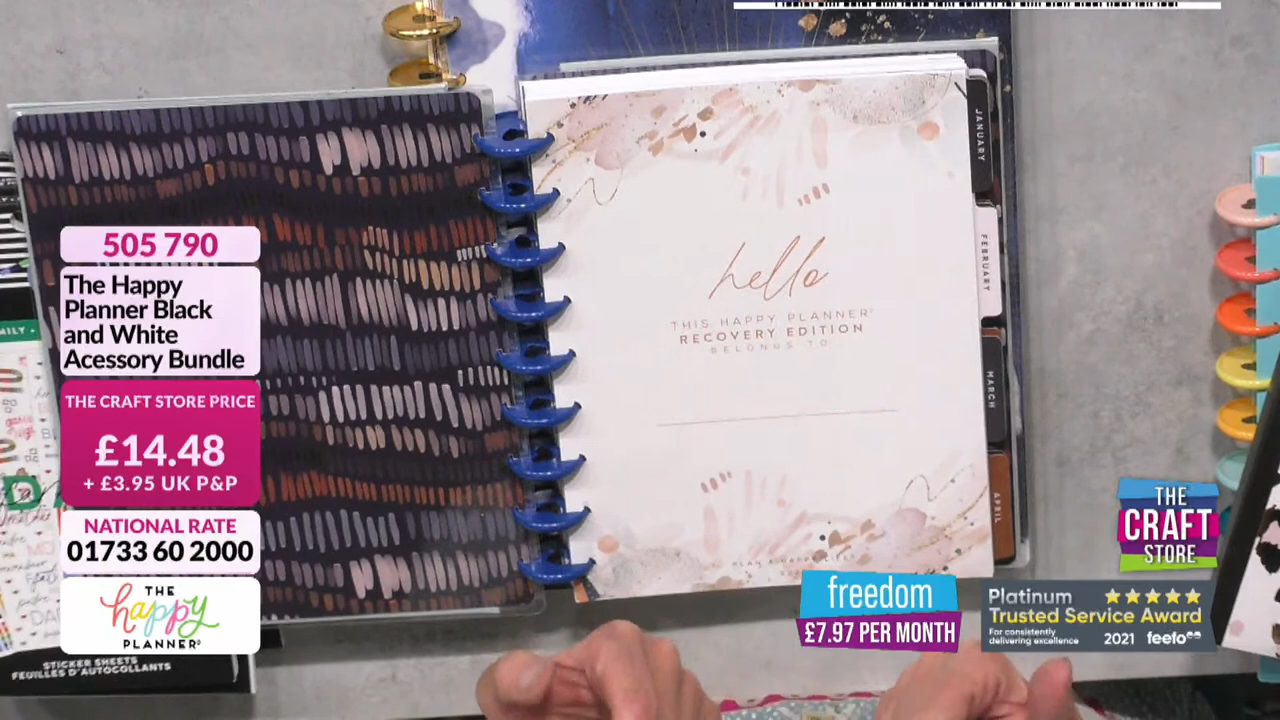 505 790
The Happy
Planner Black
and White
Acessory Bundle
THE CRAFT STORE PRICE
£14.48
+ £3.95 UK P&P
NATIONAL RATE
01733 60 2000
THE
happy
PLANNER®
STICKER SHEETS
FEUILLES D'AUTOCOLLANTS
hello
THIS HAPPY PLANNER®
RECOVERY EDITION
BELONGS TO
JANUARY
FEBRUARY
MARCH
APRIL
THE
CRAFT
STORE
freedom
£7.97 PER MONTH
Platinum
Trusted Service Award
For consistently
delivering excellence
2021 feefo